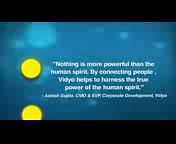 "Nothing is more powerful than the
human spirit. By connecting people ,
Vidyo helps to harness the true
power of the human spirit."
- Ashish Gupta, CMO & SVP, Corporate Development, Vidyo